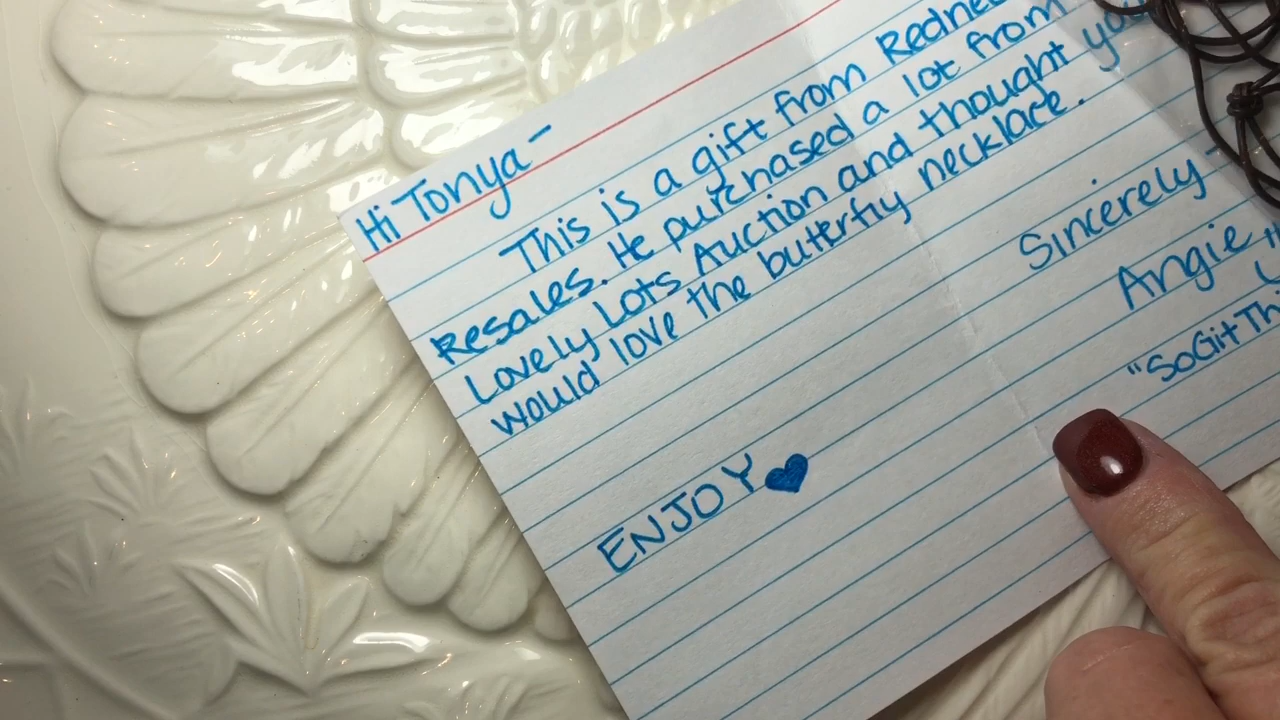 Hi Tonya-
This is a gift from
Resales. He purchased a lot from
Lovely Lots Auction and thought you
would love the butterfly necklace.
Sincerely-
Angie
ENJOY